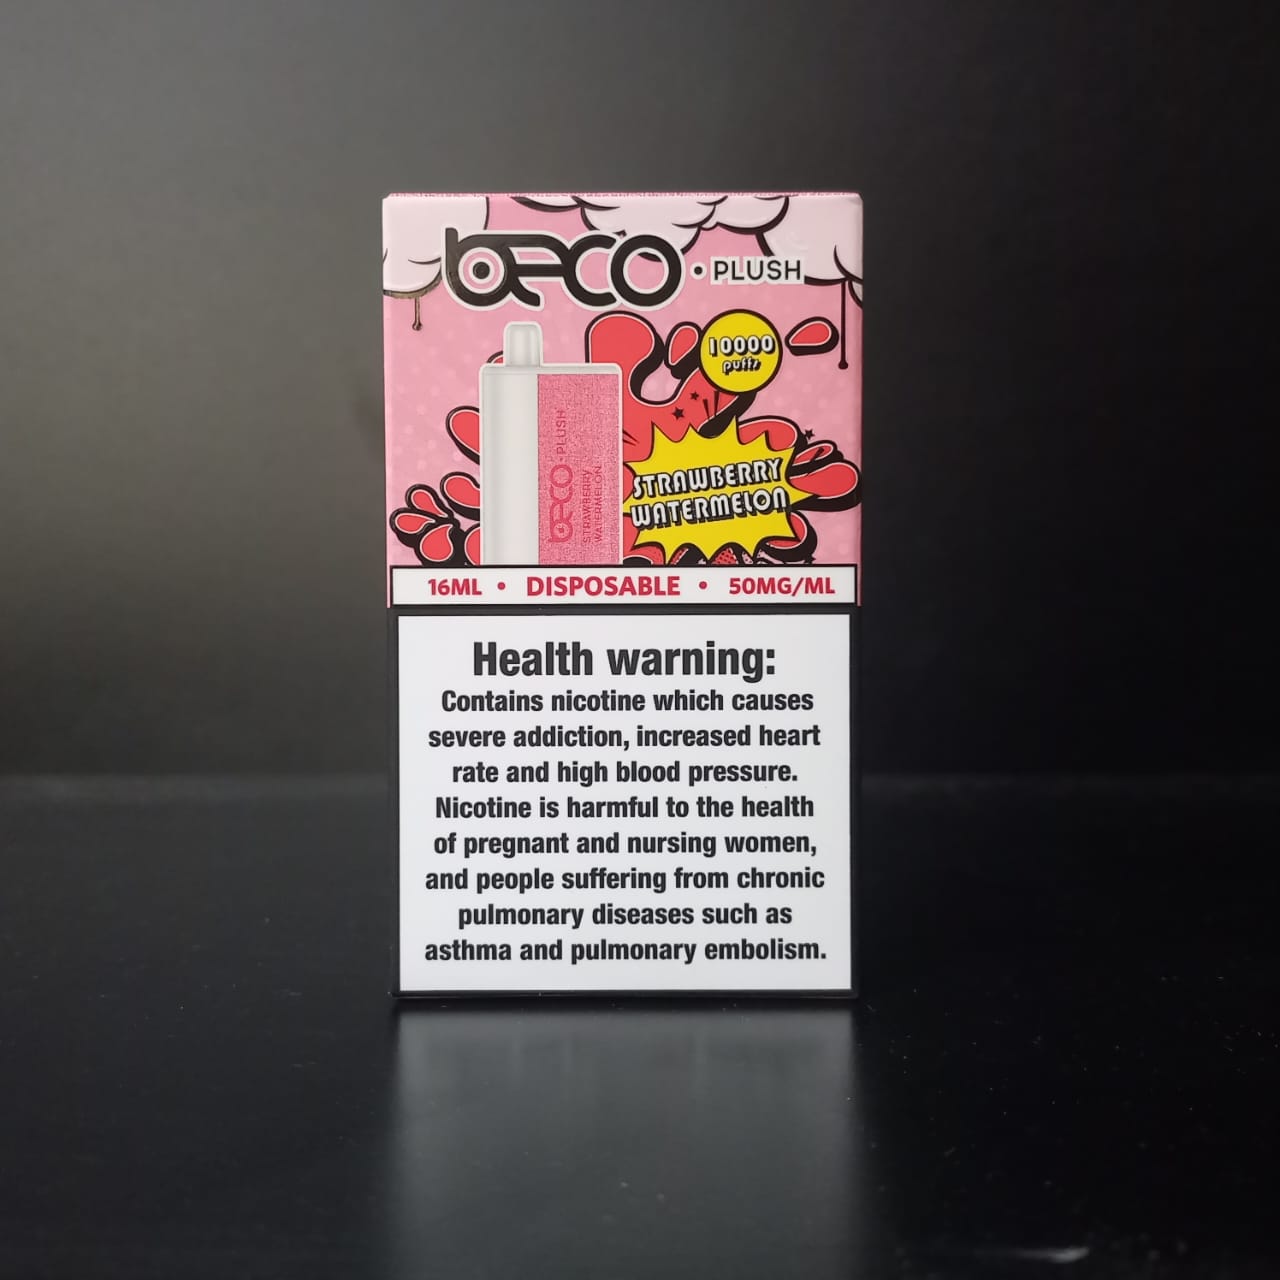 beco • PLUSH
10000
puffs
STRAWBERRY
WATERMELON
beco • PLUSH
STRAWBERRY
WATERMELON
16ML • DISPOSABLE • 50MG/ML
Health warning:
Contains nicotine which causes
severe addiction, increased heart
rate and high blood pressure.
Nicotine is harmful to the health
of pregnant and nursing women,
and people suffering from chronic
pulmonary diseases such as
asthma and pulmonary embolism.